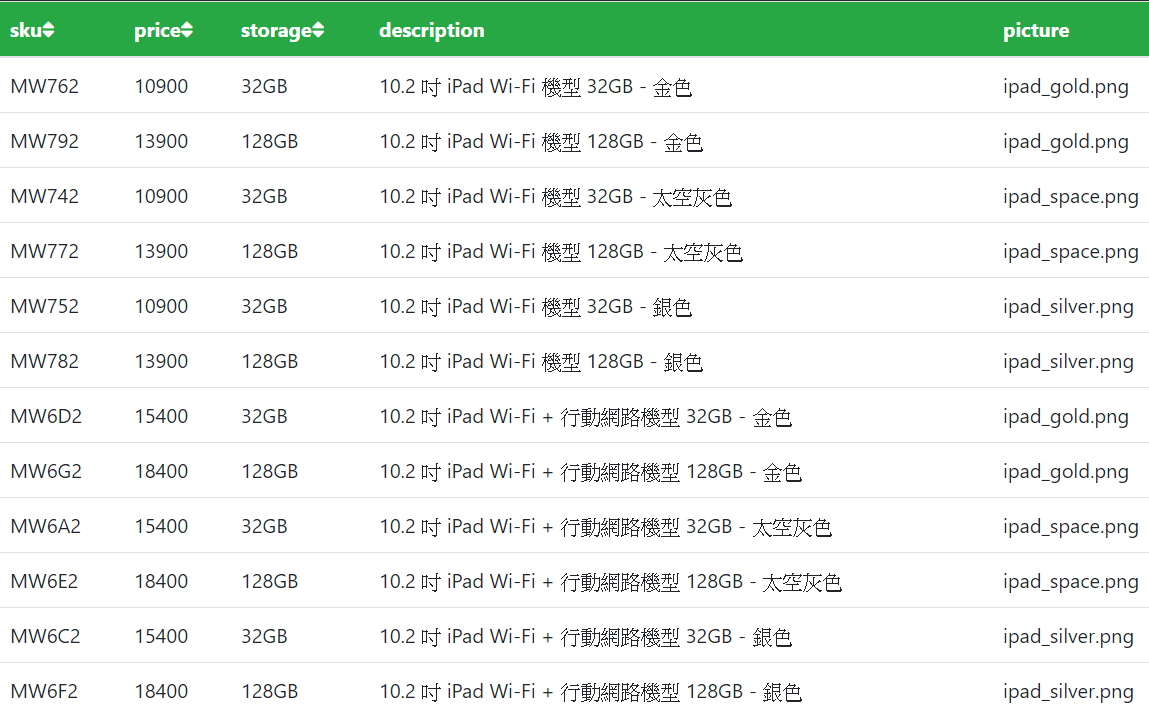 sku price storage description picture
MW762 10900 32GB 10.2 吋 iPad Wi-Fi 機型 32GB - 金色 ipad_gold.png
MW792 13900 128GB 10.2 吋 iPad Wi-Fi 機型 128GB - 金色 ipad_gold.png
MW742 10900 32GB 10.2 吋 iPad Wi-Fi 機型 32GB - 太空灰色 ipad_space.png
MW772 13900 128GB 10.2 吋 iPad Wi-Fi 機型 128GB - 太空灰色 ipad_space.png
MW752 10900 32GB 10.2 吋 iPad Wi-Fi 機型 32GB - 銀色 ipad_silver.png
MW782 13900 128GB 10.2 吋 iPad Wi-Fi 機型 128GB - 銀色 ipad_silver.png
MW6D2 15400 32GB 10.2 吋 iPad Wi-Fi + 行動網路機型 32GB - 金色 ipad_gold.png
MW6G2 18400 128GB 10.2 吋 iPad Wi-Fi + 行動網路機型 128GB - 金色 ipad_gold.png
MW6A2 15400 32GB 10.2 吋 iPad Wi-Fi + 行動網路機型 32GB - 太空灰色 ipad_space.png
MW6E2 18400 128GB 10.2 吋 iPad Wi-Fi + 行動網路機型 128GB - 太空灰色 ipad_space.png
MW6C2 15400 32GB 10.2 吋 iPad Wi-Fi + 行動網路機型 32GB - 銀色 ipad_silver.png
MW6F2 18400 128GB 10.2 吋 iPad Wi-Fi + 行動網路機型 128GB - 銀色 ipad_silver.png